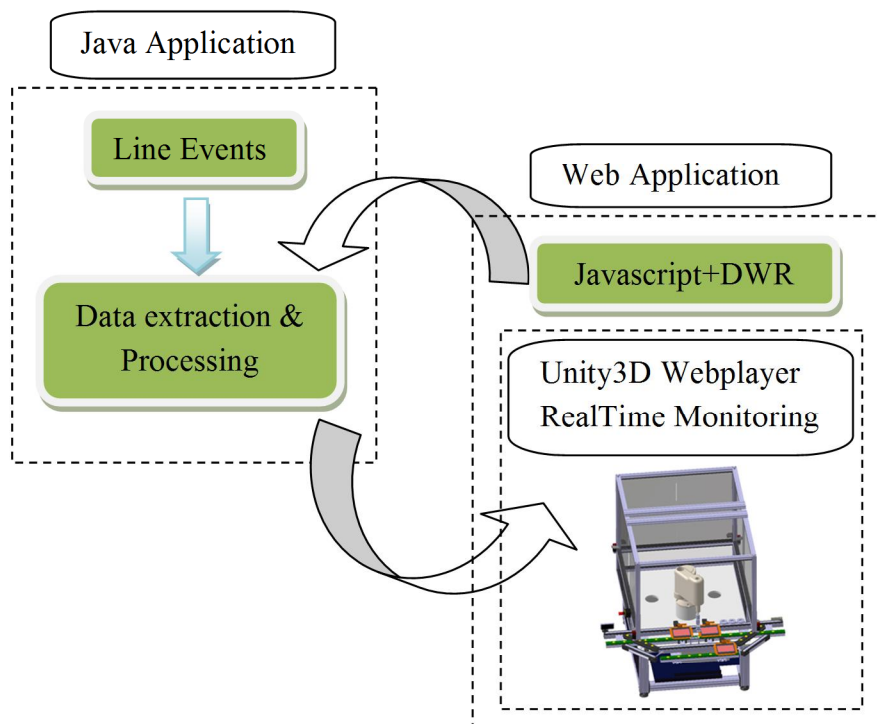 Java Application
Line Events
Data extraction &
Processing
Web Application
Javascript+DWR
Unity3D Webplayer
RealTime Monitoring